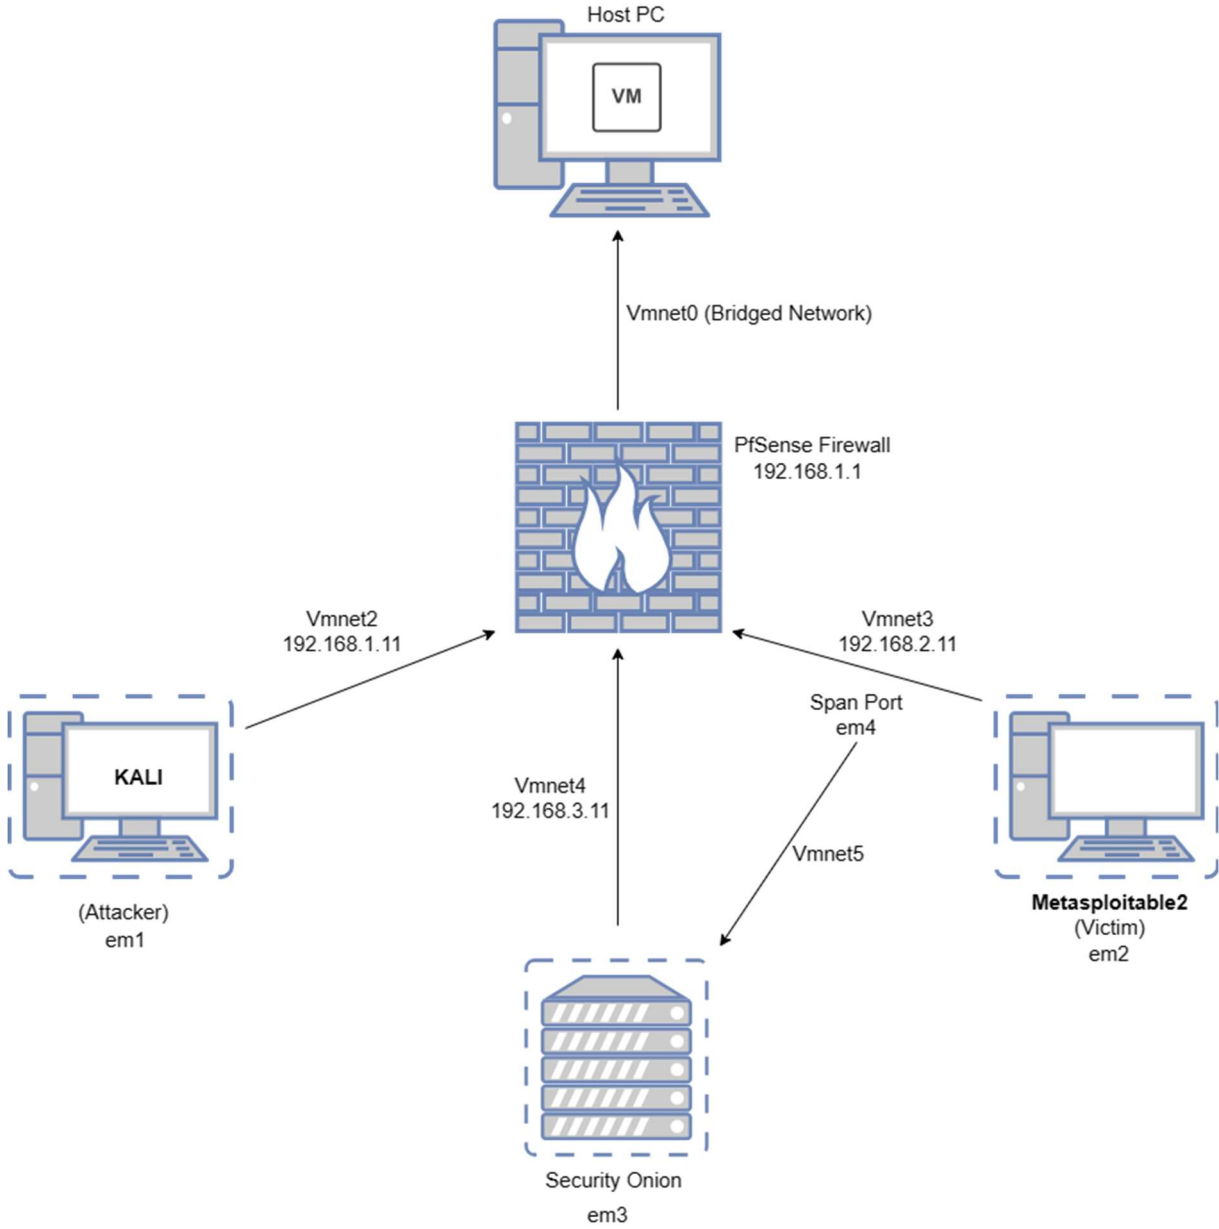 Host PC
VM
Vmnet0 (Bridged Network)
PfSense Firewall
192.168.1.1
Vmnet2
192.168.1.11
Vmnet3
192.168.2.11
Span Port
em4
KALI
Vmnet4
192.168.3.11
Vmnet5
(Attacker)
em1
Metasploitable2
(Victim)
em2
Security Onion
em3